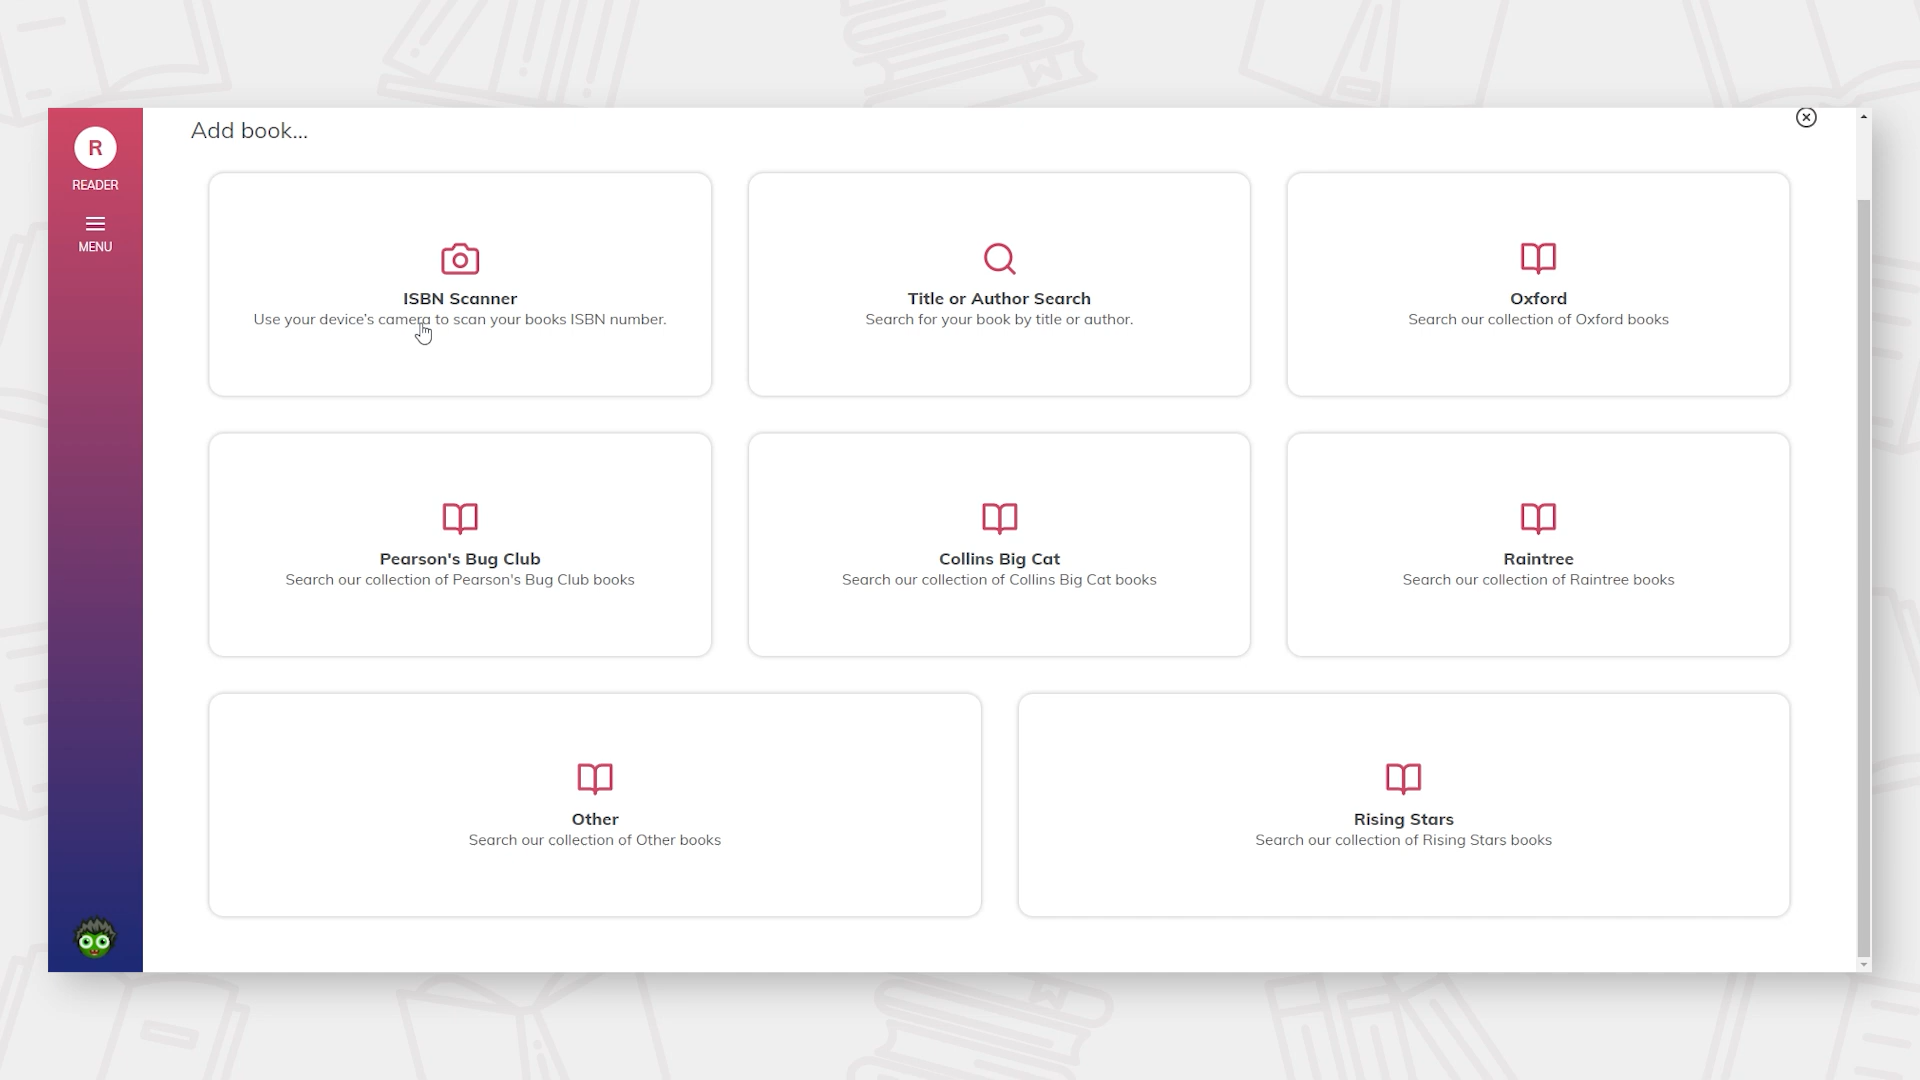 R
READER
MENU
Add book...
ISBN Scanner
Use your device's camera to scan your books ISBN number.
Title or Author Search
Search for your book by title or author.
Oxford
Search our collection of Oxford books
Pearson's Bug Club
Search our collection of Pearson's Bug Club books
Collins Big Cat
Search our collection of Collins Big Cat books
Raintree
Search our collection of Raintree books
Other
Search our collection of Other books
Rising Stars
Search our collection of Rising Stars books